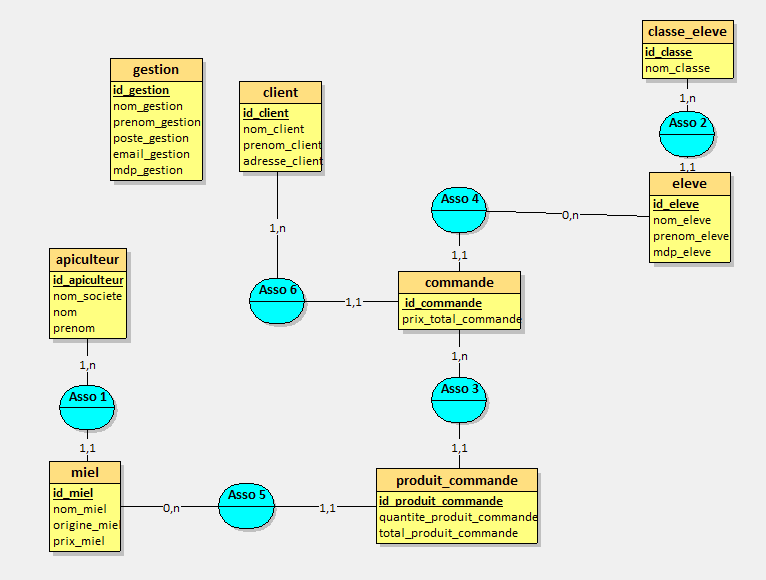 classe_eleve
id_classe
nom_classe
1,n
Asso 2
1,1
eleve
id_eleve
nom_eleve
prenom_eleve
mdp_eleve
gestion
id_gestion
nom_gestion
prenom_gestion
poste_gestion
email_gestion
mdp_gestion
client
id_client
nom_client
prenom_client
adresse_client
1,n
Asso 6
1,1
Asso 4
0,n
1,1
commande
id_commande
prix_total_commande
1,n
Asso 3
1,1
apiculteur
id_apiculteur
nom_societe
nom
prenom
1,n
Asso 1
1,1
miel
id_miel
nom_miel
origine_miel
prix_miel
0,n
Asso 5
1,1
produit_commande
id_produit_commande
quantite_produit_commande
total_produit_commande